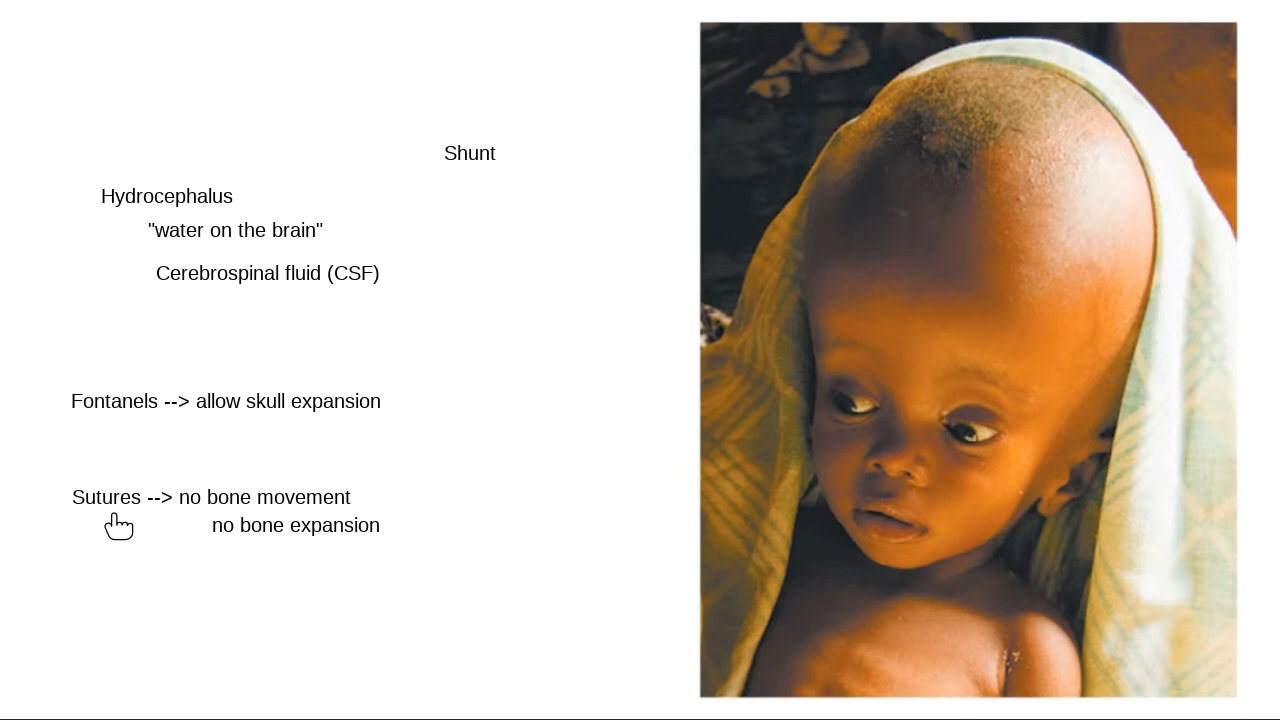 Shunt
Hydrocephalus
"water on the brain"
Cerebrospinal fluid (CSF)
Fontanels --> allow skull expansion
Sutures --> no bone movement
no bone expansion